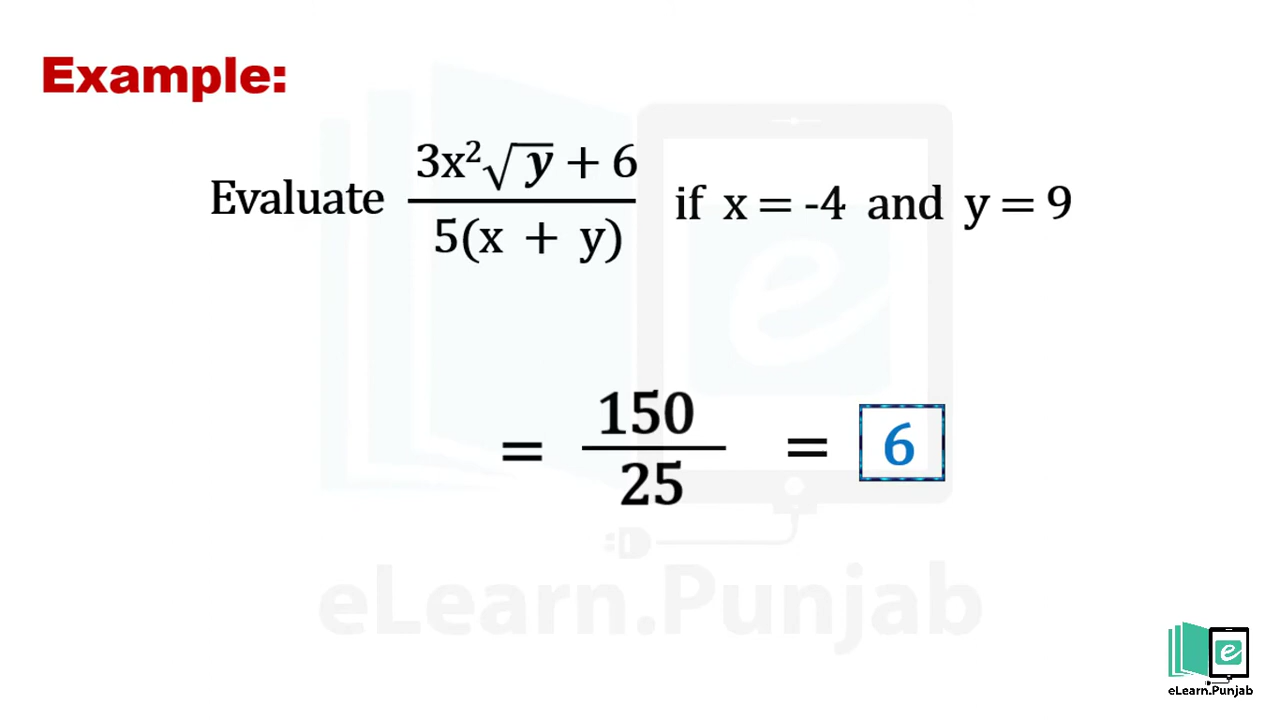 Example:
Evaluate 3x²√y + 6 / 5(x + y) if x = -4 and y = 9
= 150 / 25 = 6
eLearn.Punjab
e
eLearn.Punjab